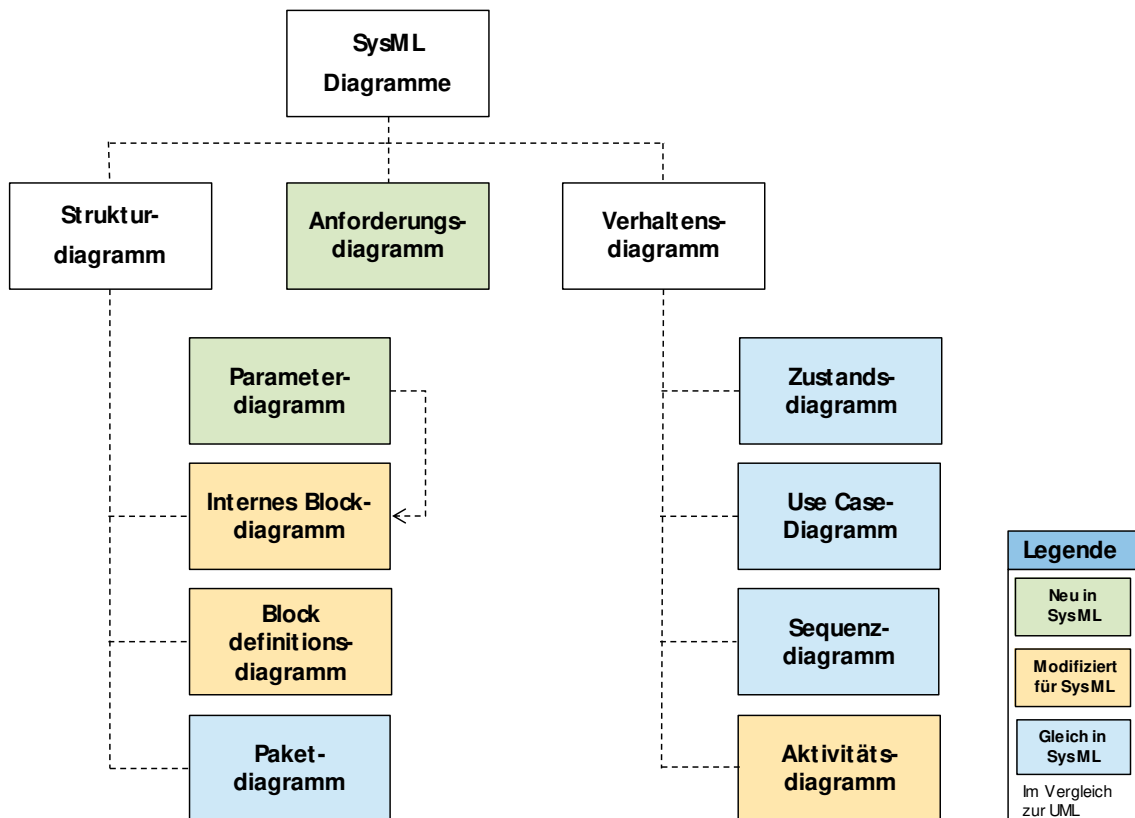 SysML
Diagramme
Struktur-
diagramm
Anforderungs-
diagramm
Verhaltens-
diagramm
Parameter-
diagramm
Internes Block-
diagramm
Block
definitions-
diagramm
Paket-
diagramm
Zustands-
diagramm
Use Case-
Diagramm
Sequenz-
diagramm
Aktivitäts-
diagramm
Legende
Neu in
SysML
Modifiziert
für SysML
Gleich in
SysML
Im Vergleich
zur UML